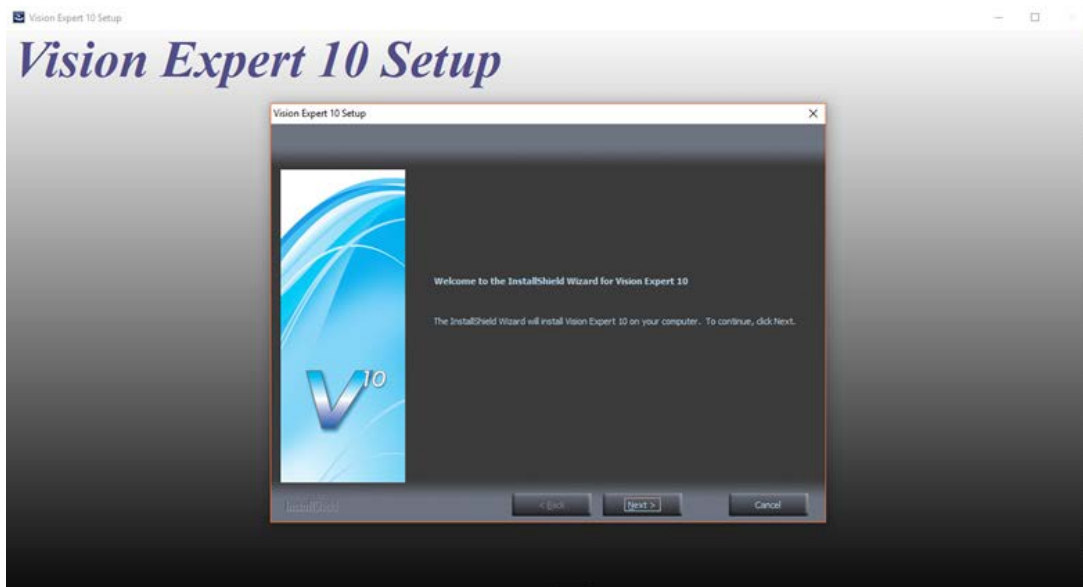 Vision Expert 10 Setup
Vision Expert 10 Setup
Vision Expert 10 Setup
Welcome to the InstallShield Wizard for Vision Expert 10
The InstallShield Wizard will install Vision Expert 10 on your computer. To continue, click Next.
V10
InstallShield
< Back Next > Cancel